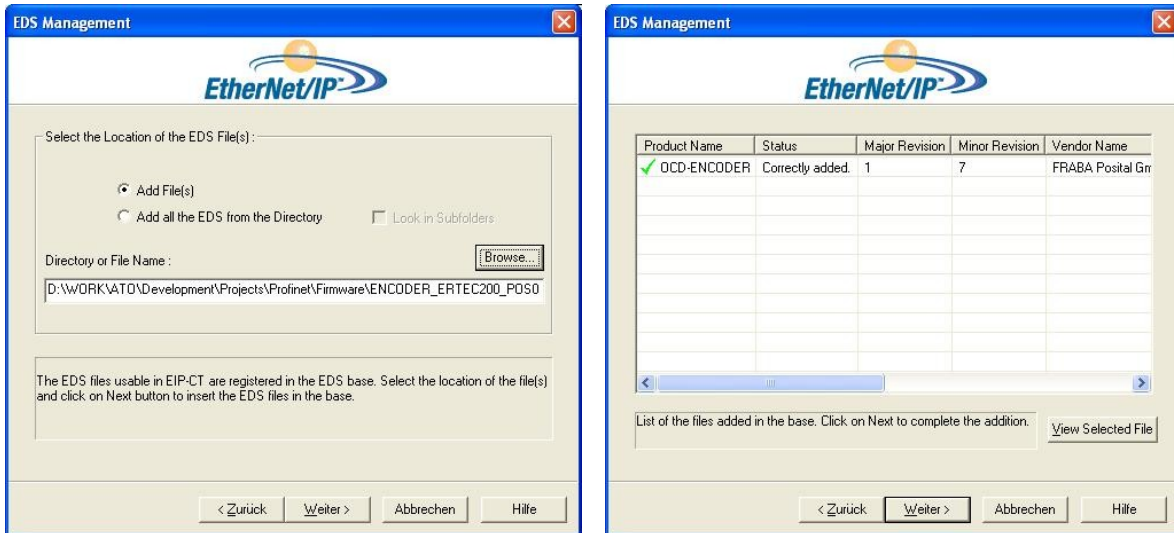 EDS Management
EtherNet/IP™
Select the Location of the EDS File(s) :
Add File(s)
Add all the EDS from the Directory
Look in Subfolders
Directory or File Name :
Browse...
D:\WORK\ATO\Development\Projects\Profinet\Firmware\ENCODER_ERTEC200_POS0
The EDS files usable in EIP-CT are registered in the EDS base. Select the location of the file(s)
and click on Next button to insert the EDS files in the base.
< Zurück
Weiter >
Abbrechen
Hilfe
EDS Management
EtherNet/IP™
Product Name Status Major Revision Minor Revision Vendor Name
OCD-ENCODER Correctly added. 1 7 FRABA Posital Gm
List of the files added in the base. Click on Next to complete the addition.
View Selected File
< Zurück
Weiter >
Abbrechen
Hilfe